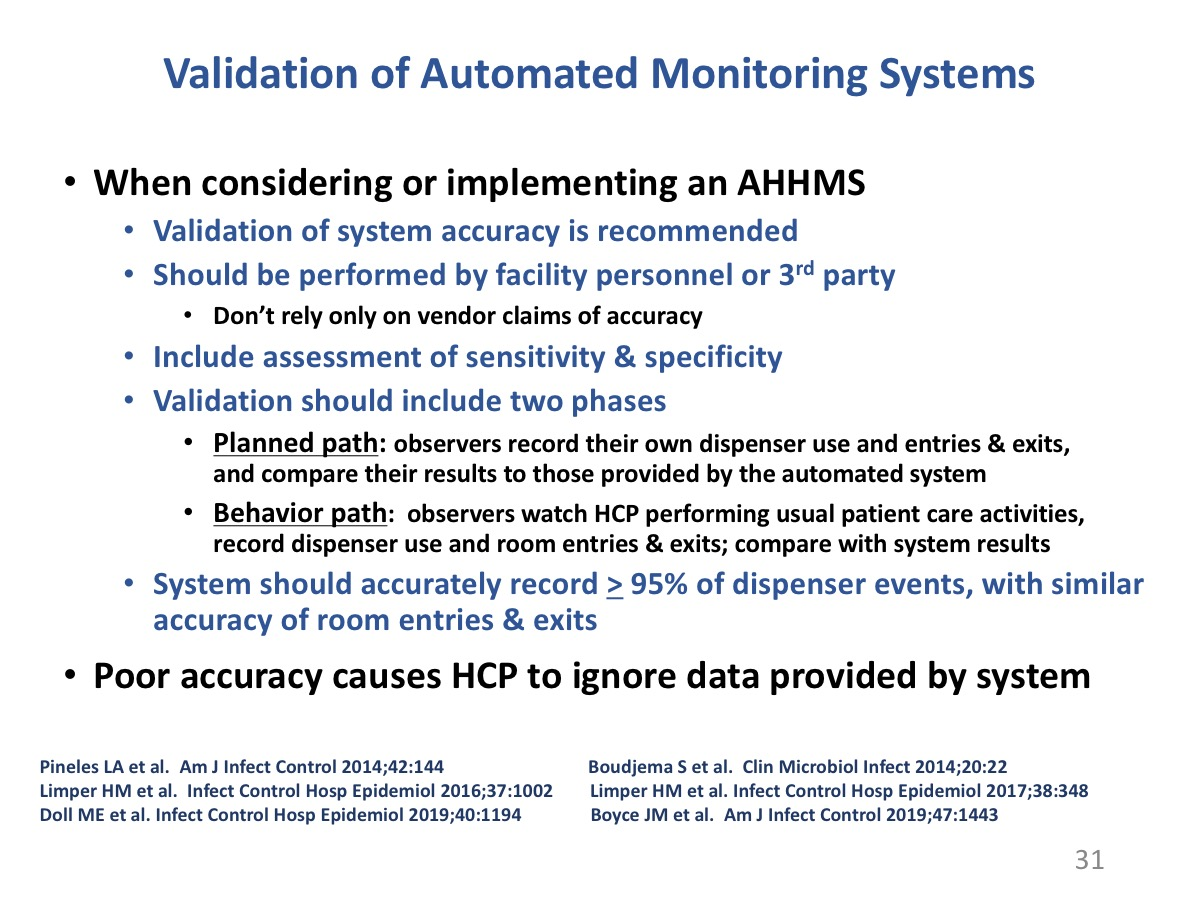 Validation of Automated Monitoring Systems
• When considering or implementing an AHHMS
• Validation of system accuracy is recommended
• Should be performed by facility personnel or 3rd party
• Don’t rely only on vendor claims of accuracy
• Include assessment of sensitivity & specificity
• Validation should include two phases
• Planned path: observers record their own dispenser use and entries & exits,
and compare their results to those provided by the automated system
• Behavior path: observers watch HCP performing usual patient care activities,
record dispenser use and room entries & exits; compare with system results
• System should accurately record ≥ 95% of dispenser events, with similar
accuracy of room entries & exits
• Poor accuracy causes HCP to ignore data provided by system
Pineles LA et al. Am J Infect Control 2014;42:144
Limper HM et al. Infect Control Hosp Epidemiol 2016;37:1002
Doll ME et al. Infect Control Hosp Epidemiol 2019;40:1194
Boudjema S et al. Clin Microbiol Infect 2014;20:22
Limper HM et al. Infect Control Hosp Epidemiol 2017;38:348
Boyce JM et al. Am J Infect Control 2019;47:1443
31